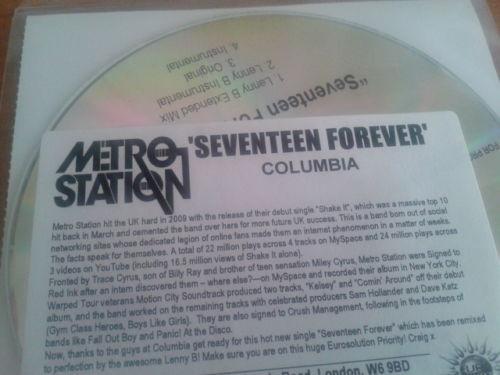 "Seventeen For
1. Lenny B Extended Mix
2. Lenny B Instrumental
3. Original
4. Instrumental
FOR PR
METRO STATION
'SEVENTEEN FOREVER'
COLUMBIA
Metro Station hit the UK hard in 2009 with the release of their debut single "Shake It", which was a massive top 10
hit back in March and cemented the band over here for more future UK success. This is a band born out of social
networking sites whose dedicated legion of online fans made them an internet phenomenon in a matter of weeks.
The facts speak for themselves. A total of 22 million plays across 4 tracks on MySpace and 24 million plays across
3 videos on YouTube (including 16.5 million views of Shake It alone).
Fronted by Trace Cyrus, son of Billy Ray and brother of teen sensation Miley Cyrus, Metro Station were Signed to
Red Ink after an intern discovered them – where else?—on MySpace and recorded their album in New York City.
Warped Tour veterans Motion City Soundtrack produced two tracks, "Kelsey" and "Comin' Around" off their debut
album, and the band worked on the remaining tracks with celebrated producers Sam Hollander and Dave Katz
(Gym Class Heroes, Boys Like Girls). They are also signed to Crush Management, following in the footsteps of
bands like Fall Out Boy and Panic! At the Disco.
Now, thanks to the guys at Columbia get ready for this hot new single "Seventeen Forever" which has been remixed
to perfection by the awesome Lenny B! Make sure you are on this huge Eurosolution Priority! Craig x
Road, London, W6 9BD